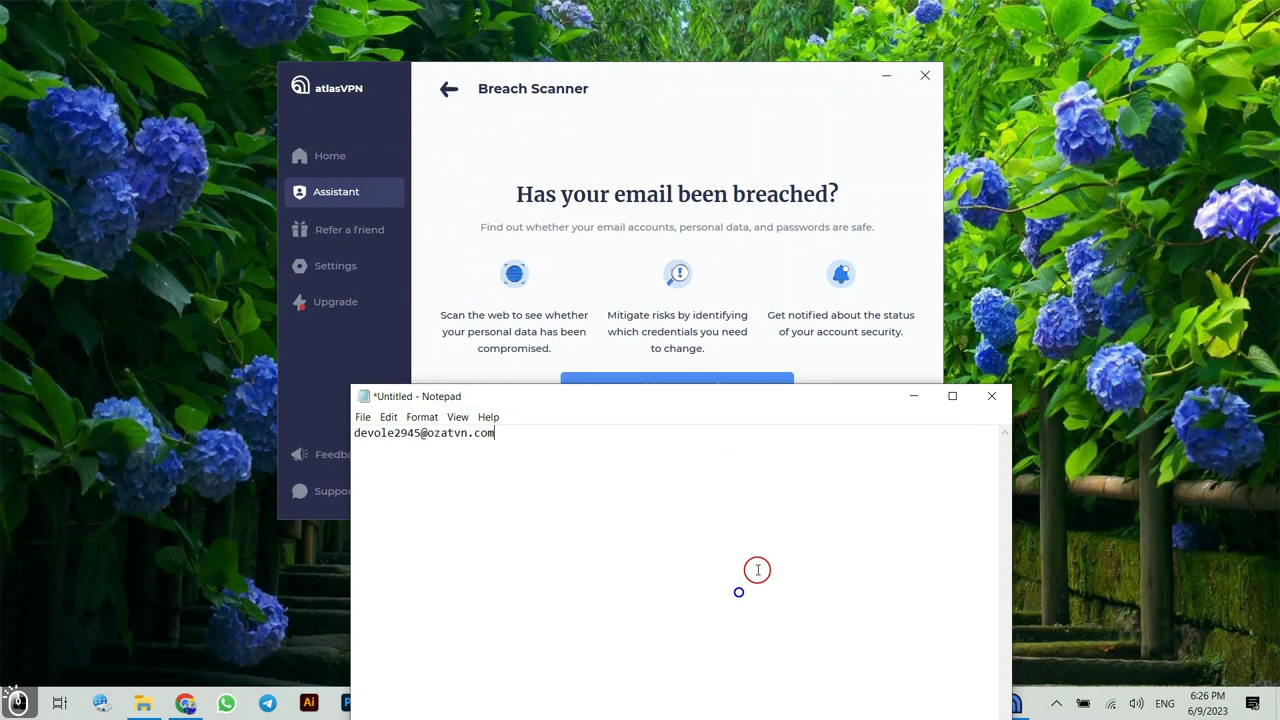 atlasVPN
Breach Scanner
Home
Assistant
Refer a friend
Settings
Upgrade
Has your email been breached?
Find out whether your email accounts, personal data, and passwords are safe.
Scan the web to see whether
your personal data has been
compromised.
Mitigate risks by identifying
which credentials you need
to change.
Get notified about the status
of your account security.
*Untitled - Notepad
File Edit Format View Help
devole2945@ozatvn.com
Ai
ENG
6:26 PM
6/9/2023